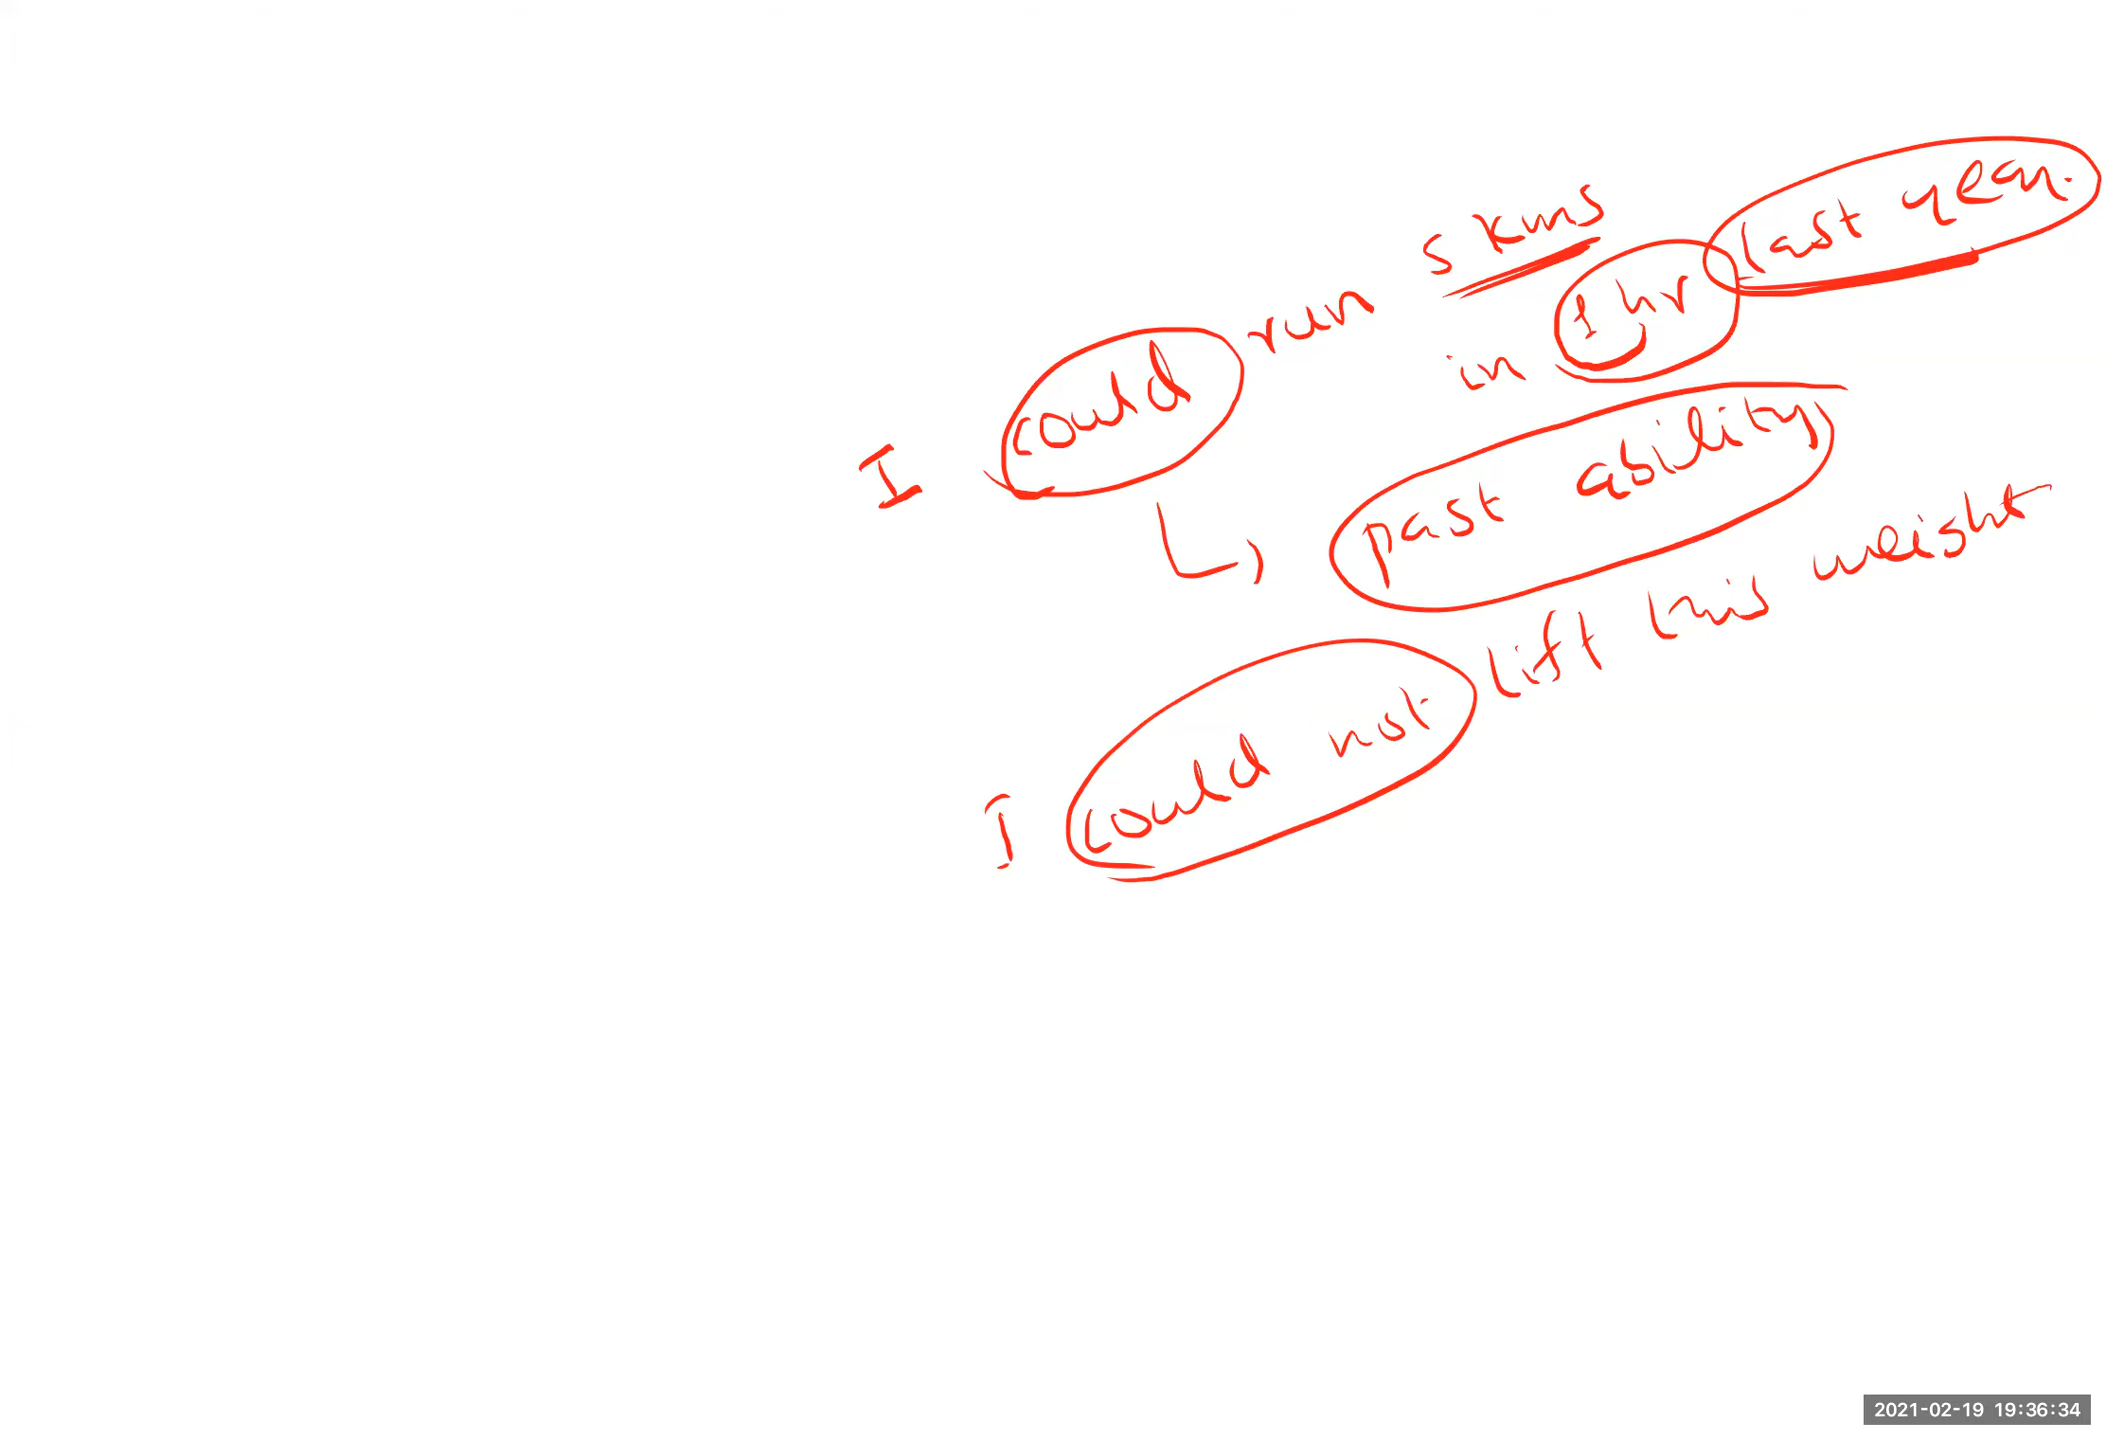 I could run 5 kms
in 1 hr last year.
↳ past ability
I could not lift this weight
2021-02-19 19:36:34